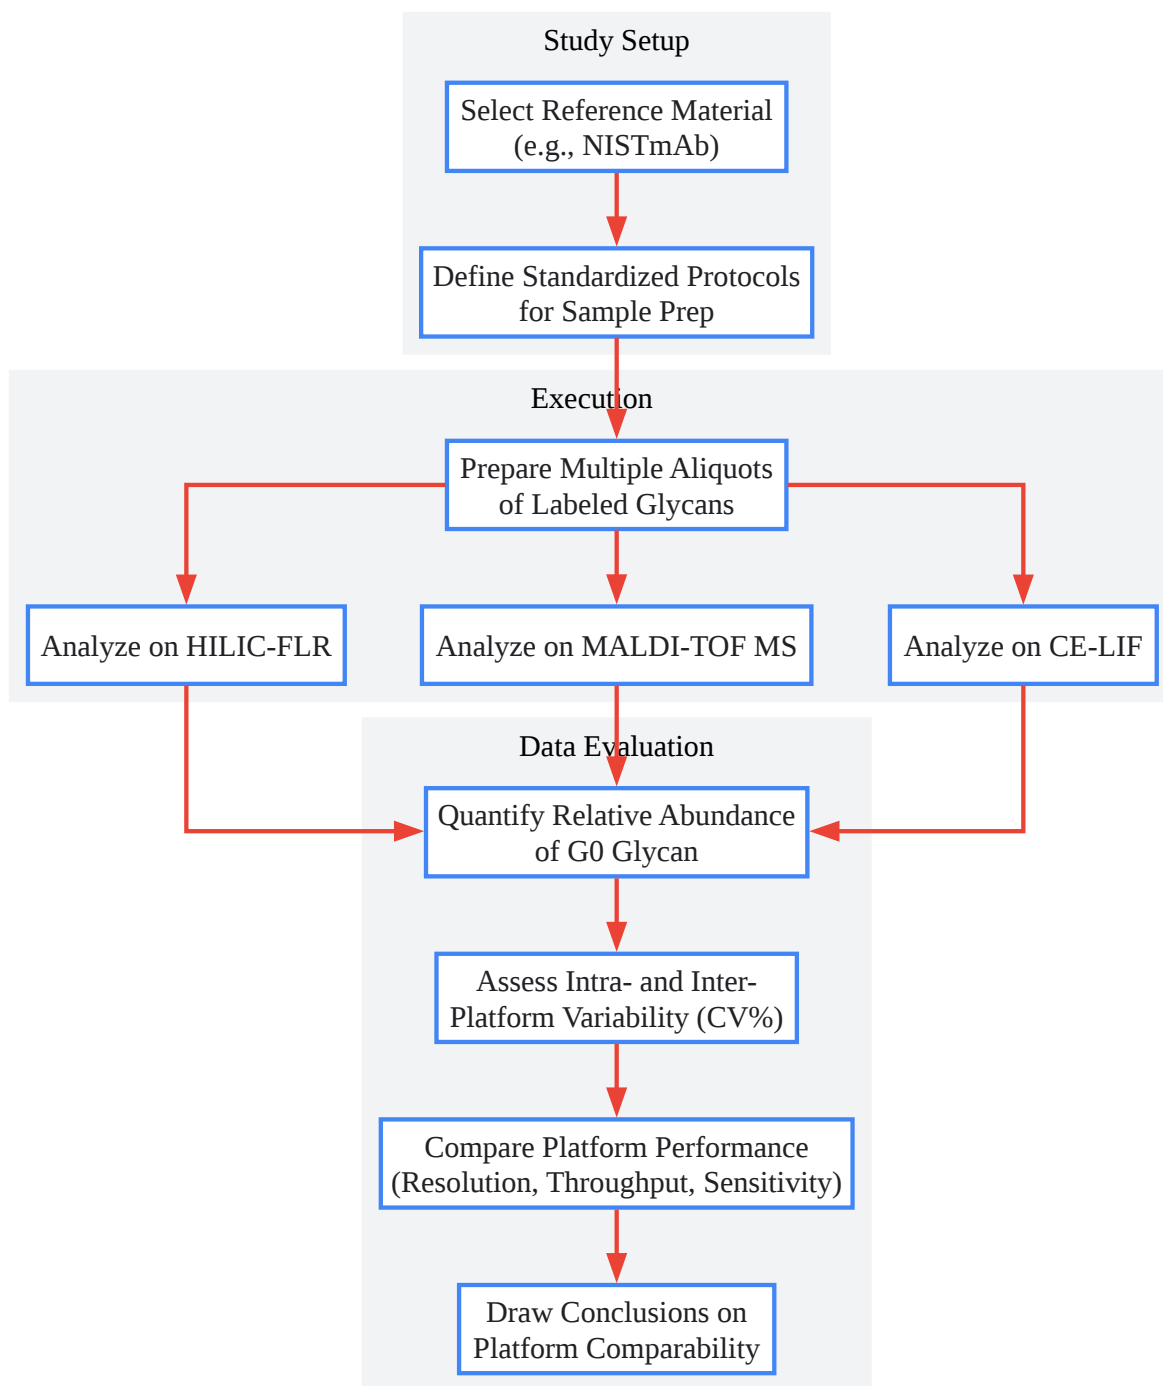 Study Setup
Select Reference Material
(e.g., NISTmAb)
Define Standardized Protocols
for Sample Prep
Execution
Prepare Multiple Aliquots
of Labeled Glycans
Analyze on HILIC-FLR
Analyze on MALDI-TOF MS
Analyze on CE-LIF
Data Evaluation
Quantify Relative Abundance
of G0 Glycan
Assess Intra- and Inter-
Platform Variability (CV%)
Compare Platform Performance
(Resolution, Throughput, Sensitivity)
Draw Conclusions on
Platform Comparability